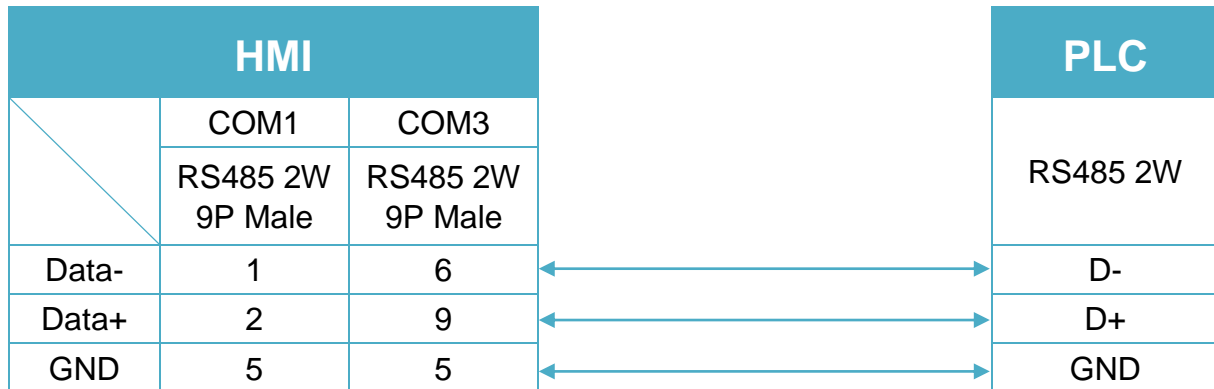 HMI PLC
COM1 COM3
RS485 2W RS485 2W RS485 2W
9P Male 9P Male
Data- 1 6 D-
Data+ 2 9 D+
GND 5 5 GND